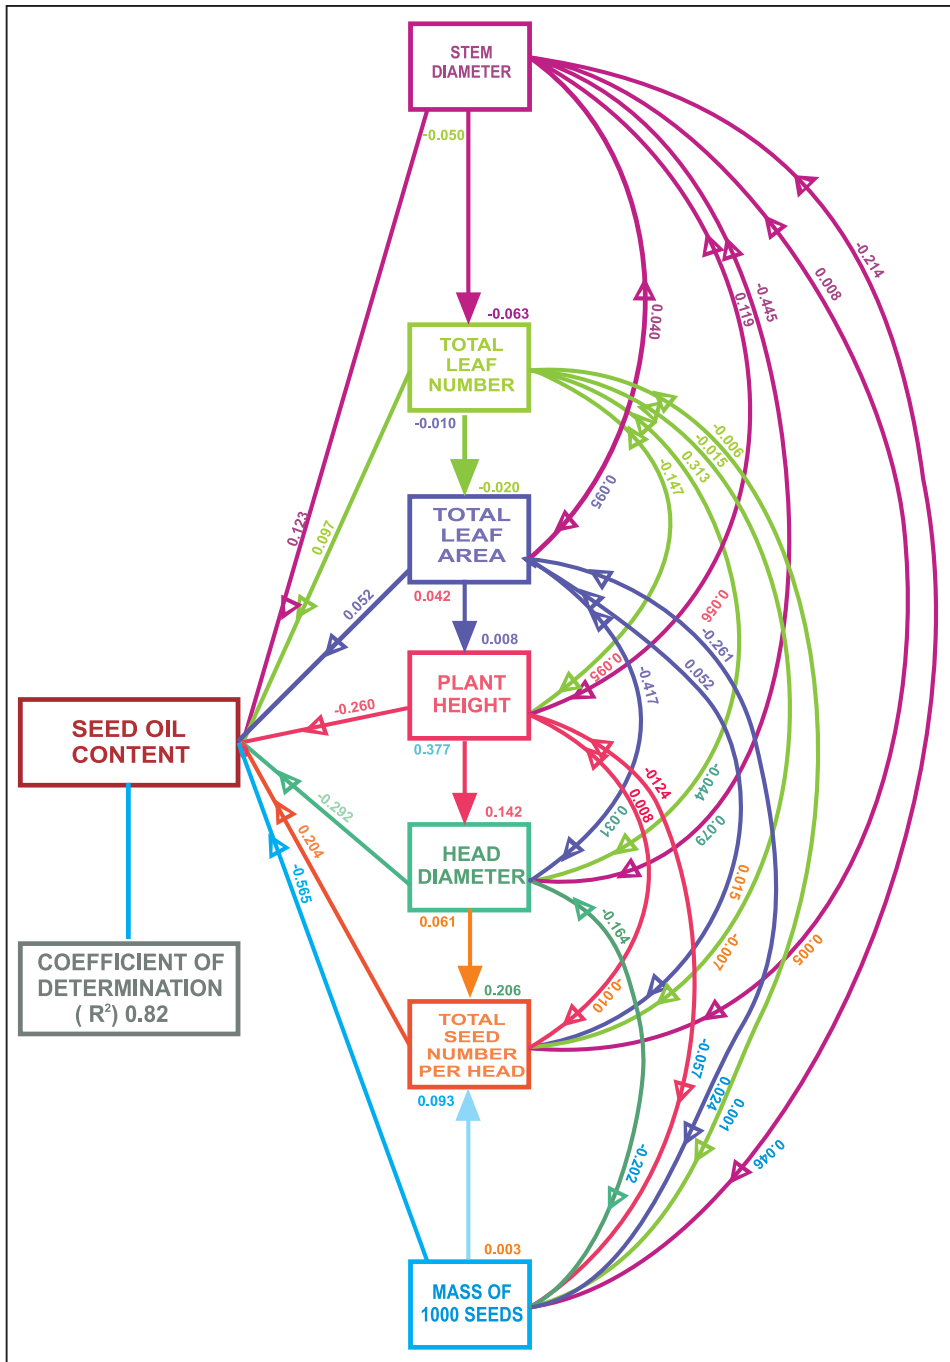 STEM
DIAMETER
-0.050
-0.214
0.008
-0.445
0.119
0.040
-0.063
TOTAL
LEAF
NUMBER
-0.010
-0.006
-0.015
0.313
-0.147
0.095
-0.020
TOTAL
LEAF
AREA
0.123
0.097
0.052
0.042
0.008
0.056
-0.261
0.052
0.095
-0.417
PLANT
HEIGHT
-0.260
0.377
SEED OIL
CONTENT
-0.292
0.204
-0.565
0.142
-0124
0.008
0.031
-0.044
0.079
HEAD
DIAMETER
0.061
-0.164
0.015
-0.007
0.005
-0.010
0.206
COEFFICIENT OF
DETERMINATION
( R²) 0.82
TOTAL
SEED
NUMBER
PER HEAD
0.093
-0.057
0.024
0.001
0.046
-0.202
0.003
MASS OF
1000 SEEDS